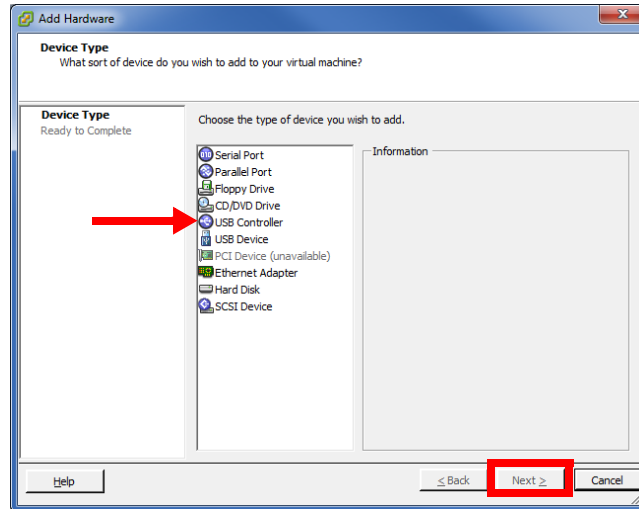 Add Hardware
Device Type
What sort of device do you wish to add to your virtual machine?
Device Type
Ready to Complete
Choose the type of device you wish to add.
Serial Port
Parallel Port
Floppy Drive
CD/DVD Drive
USB Controller
USB Device
PCI Device (unavailable)
Ethernet Adapter
Hard Disk
SCSI Device
Information
Help
< Back
Next >
Cancel